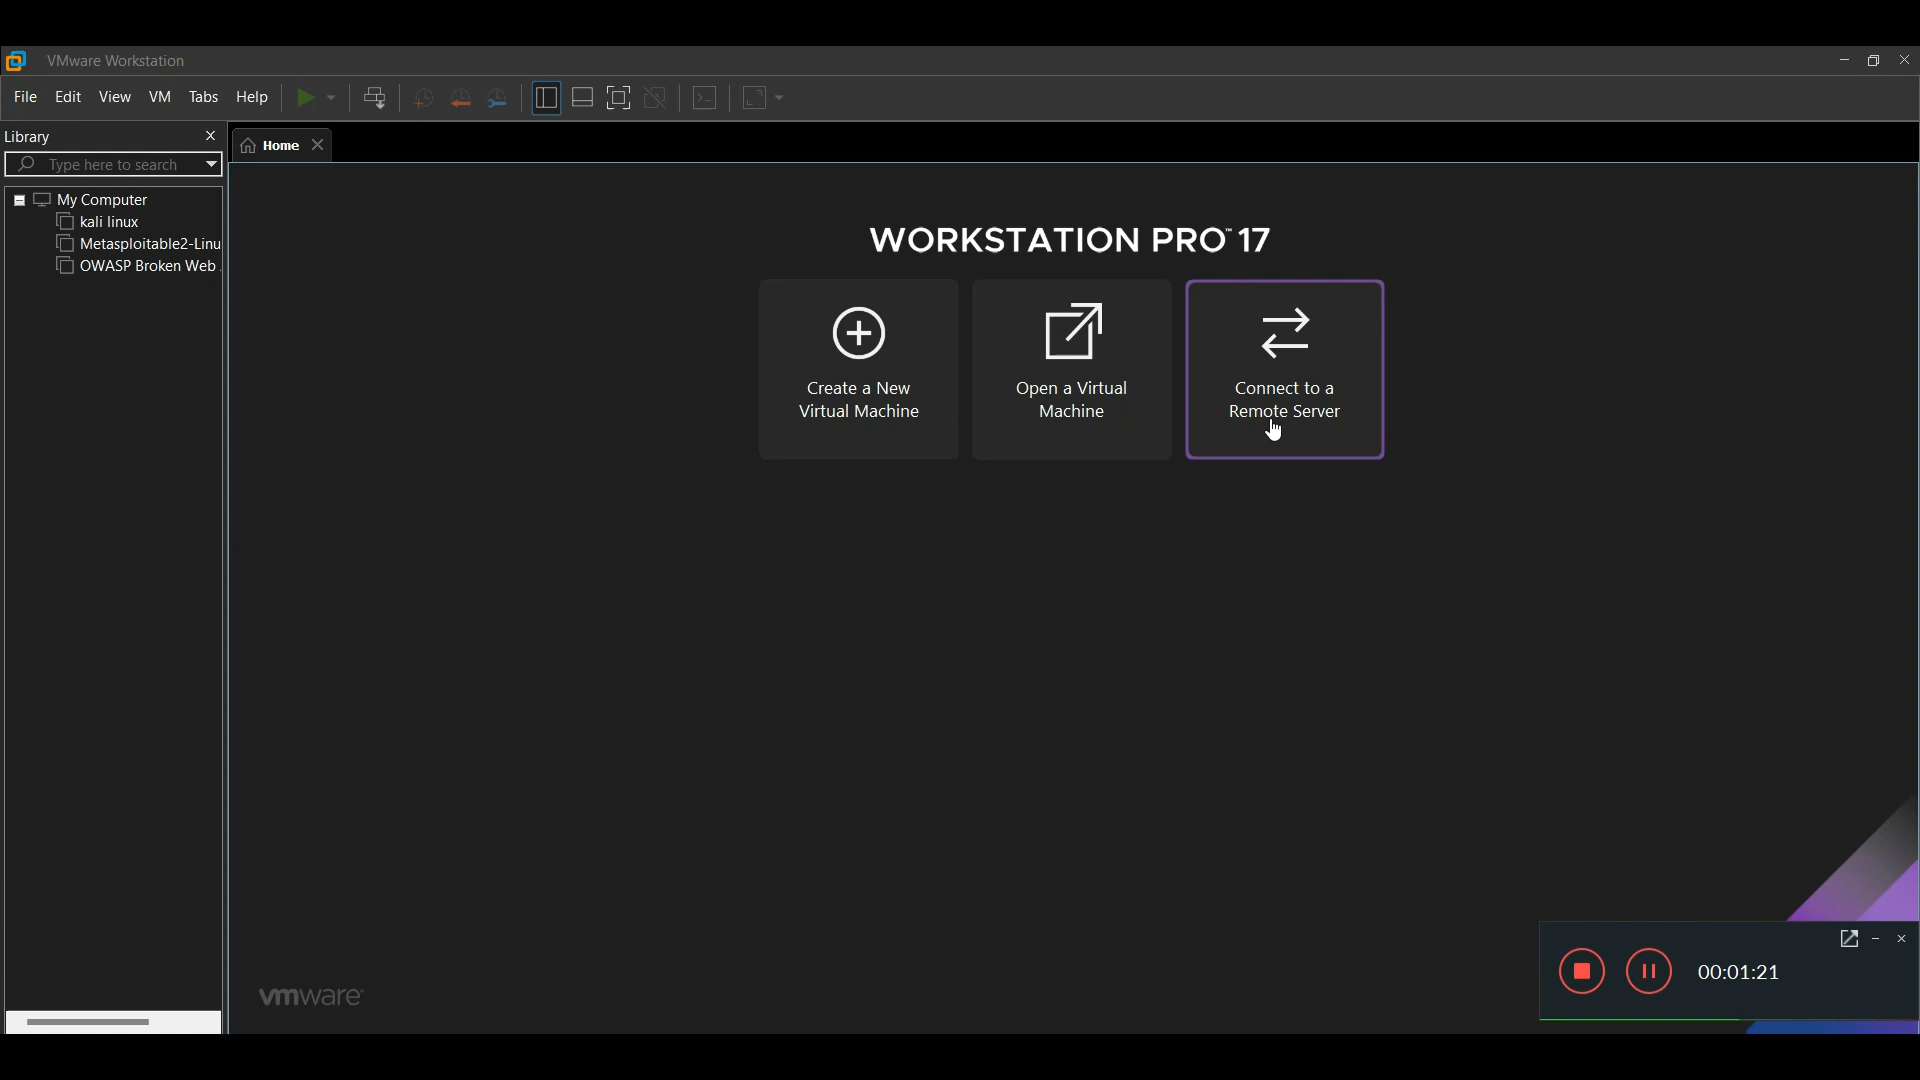 VMware Workstation
File Edit View VM Tabs Help
Library
Type here to search
Home
My Computer
kali linux
Metasploitable2-Linu
OWASP Broken Web .
WORKSTATION PRO™ 17
Create a New
Virtual Machine
Open a Virtual
Machine
Connect to a
Remote Server
vmware
00:01:21